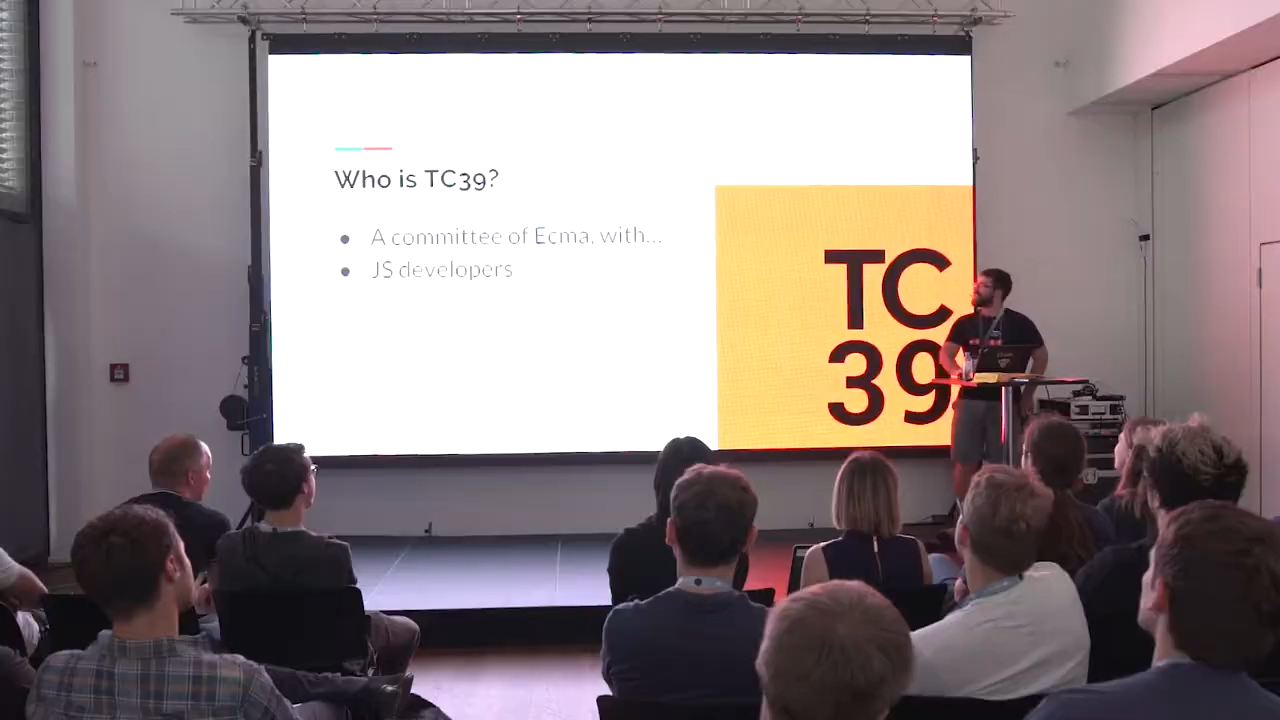 Who is TC39?
● A committee of Ecma, with...
● JS developers
TC
39